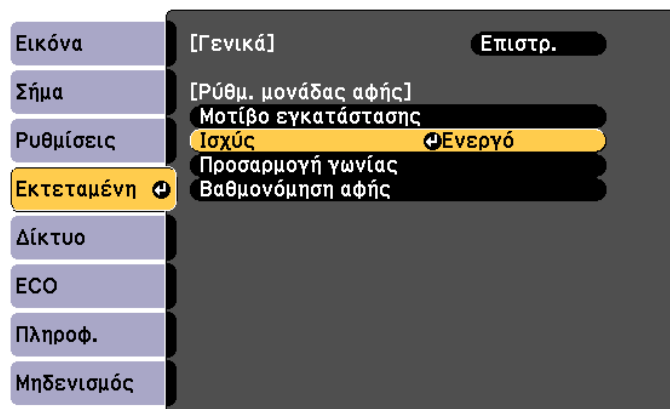 Εικόνα
Σήμα
Ρυθμίσεις
Εκτεταμένη
Δίκτυο
ECO
Πληροφ.
Μηδενισμός
[Γενικά] Επιστρ.
[Ρύθμ. μονάδας αφής]
Μοτίβο εγκατάστασης
Ισχύς Ενεργό
Προσαρμογή γωνίας
Βαθμονόμηση αφής